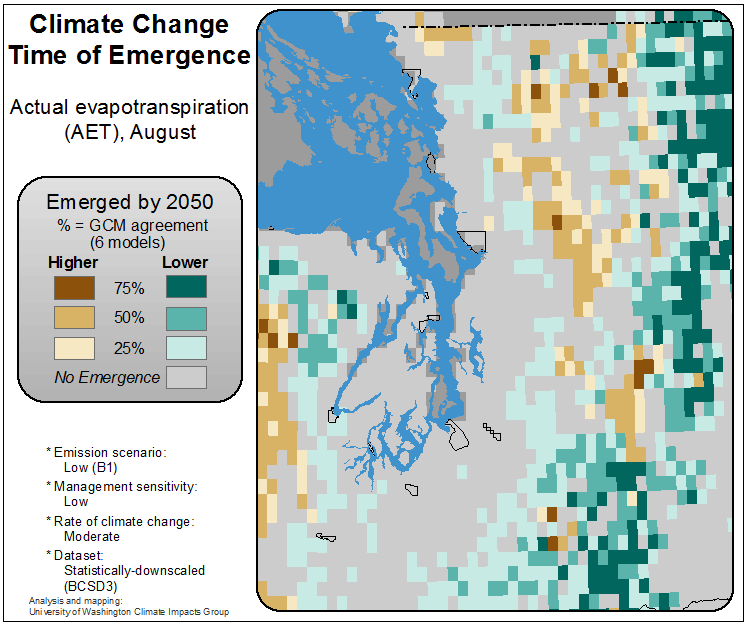 Climate Change
Time of Emergence
Actual evapotranspiration
(AET), August
Emerged by 2050
% = GCM agreement
(6 models)
Higher Lower
75%
50%
25%
No Emergence
* Emission scenario:
Low (B1)
* Management sensitivity:
Low
* Rate of climate change:
Moderate
* Dataset:
Statistically-downscaled
(BCSD3)
Analysis and mapping:
University of Washington Climate Impacts Group